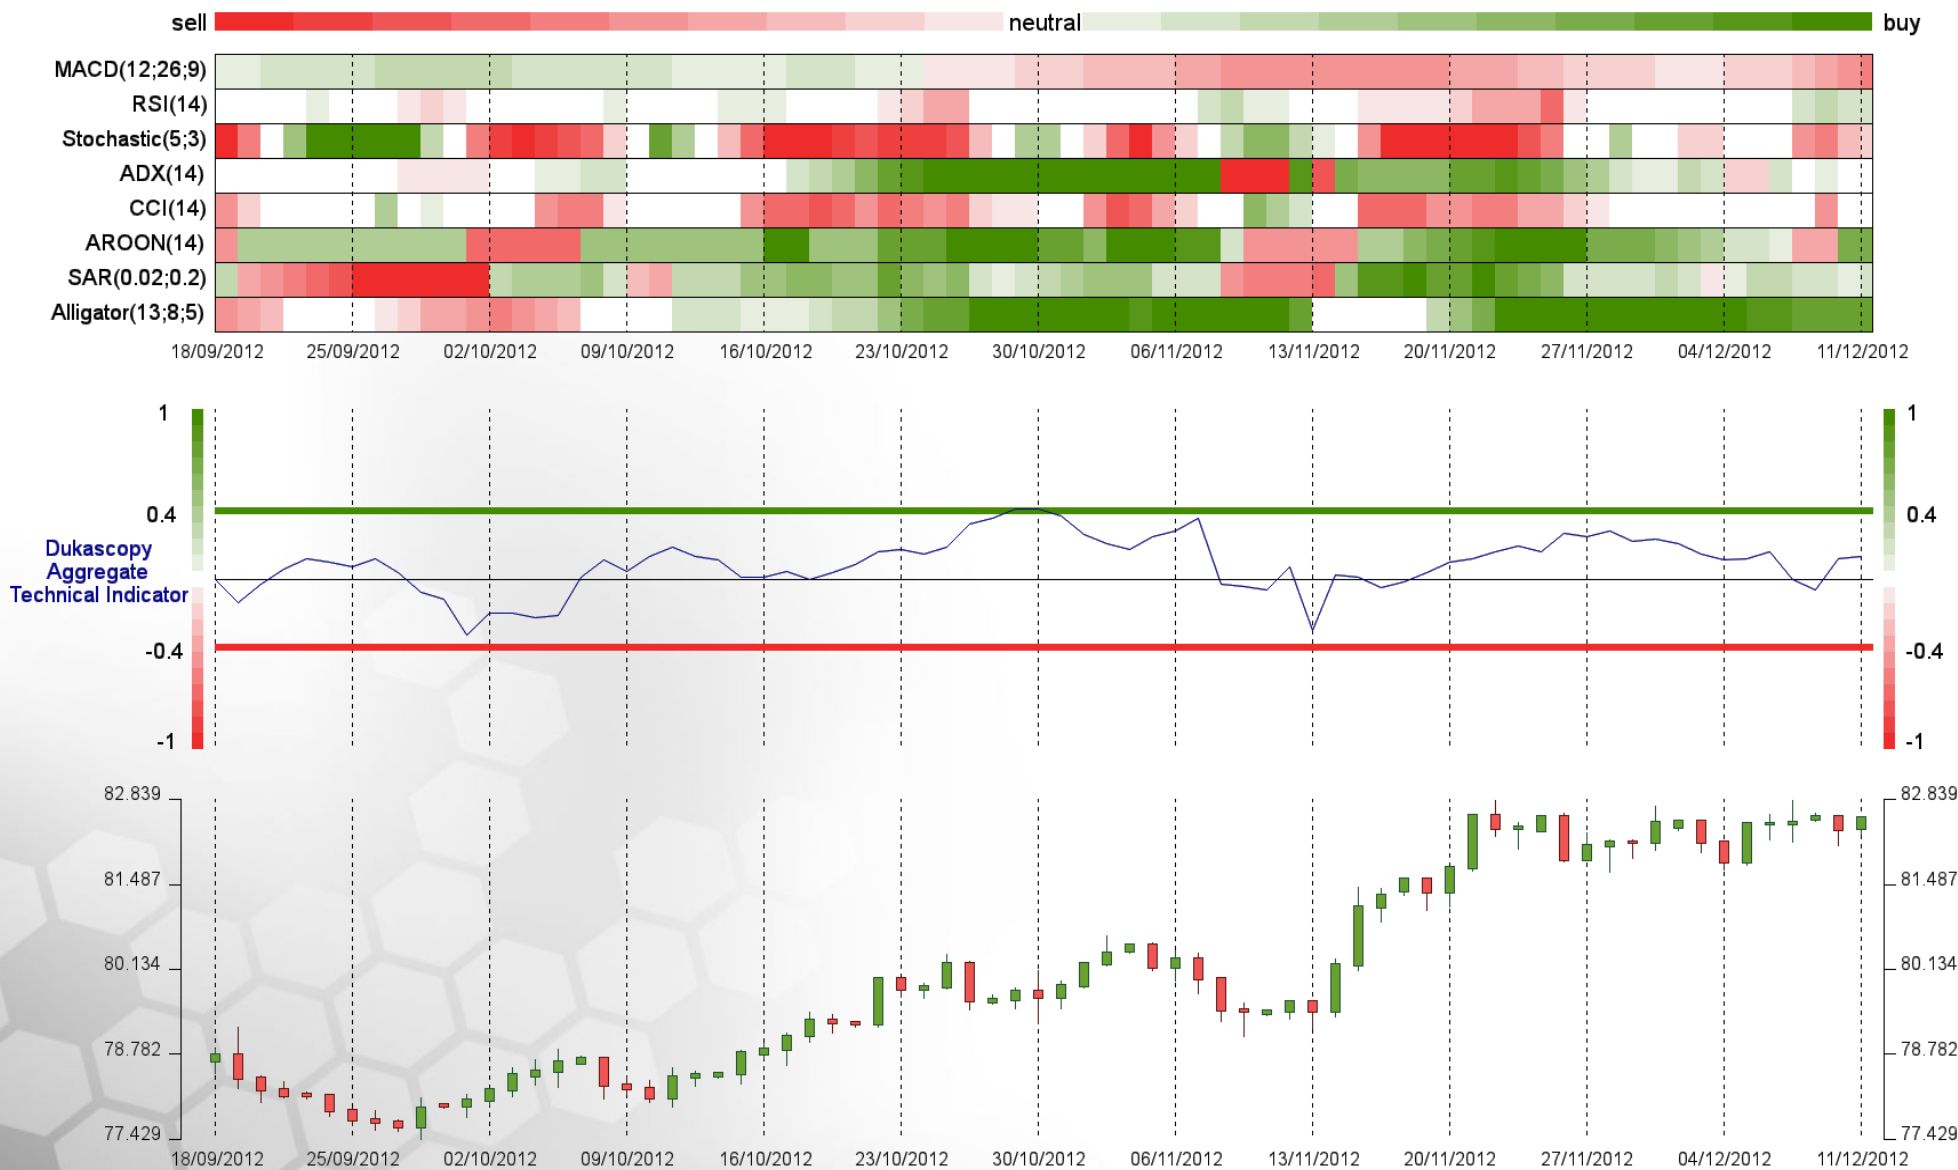 sell neutral buy
MACD(12;26;9)
RSI(14)
Stochastic(5;3)
ADX(14)
CCI(14)
AROON(14)
SAR(0.02;0.2)
Alligator(13;8;5)
18/09/2012 25/09/2012 02/10/2012 09/10/2012 16/10/2012 23/10/2012 30/10/2012 06/11/2012 13/11/2012 20/11/2012 27/11/2012 04/12/2012 11/12/2012
1 1
0.4 0.4
Dukascopy
Aggregate
Technical Indicator
-0.4 -0.4
-1 -1
82.839 82.839
81.487 81.487
80.134 80.134
78.782 78.782
77.429 77.429
18/09/2012 25/09/2012 02/10/2012 09/10/2012 16/10/2012 23/10/2012 30/10/2012 06/11/2012 13/11/2012 20/11/2012 27/11/2012 04/12/2012 11/12/2012